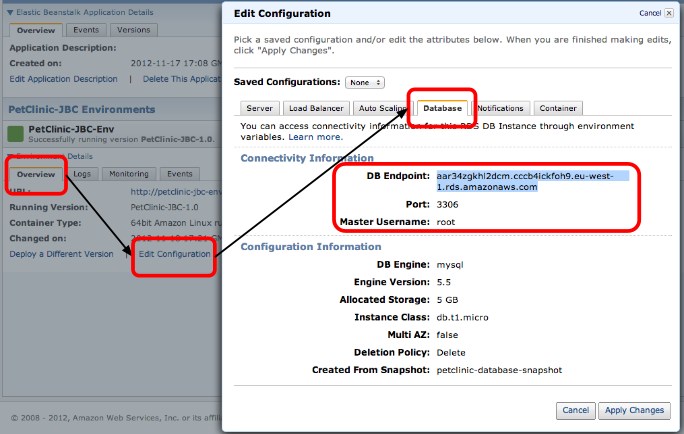 Elastic Beanstalk Application Details
Overview
Events
Versions
Application Description:
Created on: 2012-11-17 17:08 GM
Edit Application Description | Delete This Applica
PetClinic-JBC Environments
PetClinic-JBC-Env
Successfully running version PetClinic-JBC-1.0.
Environment Details
Overview
Logs
Monitoring
Events
URL: http://petclinic-jbc-env
Running Version: PetClinic-JBC-1.0
Container Type: 64bit Amazon Linux ru
Changed on:
Deploy a Different Version | Edit Configuration
© 2008 - 2012, Amazon Web Services, Inc. or its affil
Edit Configuration
Cancel
Pick a saved configuration and/or edit the attributes below. When you are finished making edits,
click "Apply Changes".
Saved Configurations: None
Server
Load Balancer
Auto Scaling
Database
Notifications
Container
You can access connectivity information for this RDS DB Instance through environment
variables. Learn more.
Connectivity Information
DB Endpoint: aar34zgkhl2dcm.cccb4ickfoh9.eu-west-
1.rds.amazonaws.com
Port: 3306
Master Username: root
Configuration Information
DB Engine: mysql
Engine Version: 5.5
Allocated Storage: 5 GB
Instance Class: db.t1.micro
Multi AZ: false
Deletion Policy: Delete
Created From Snapshot: petclinic-database-snapshot
Cancel
Apply Changes